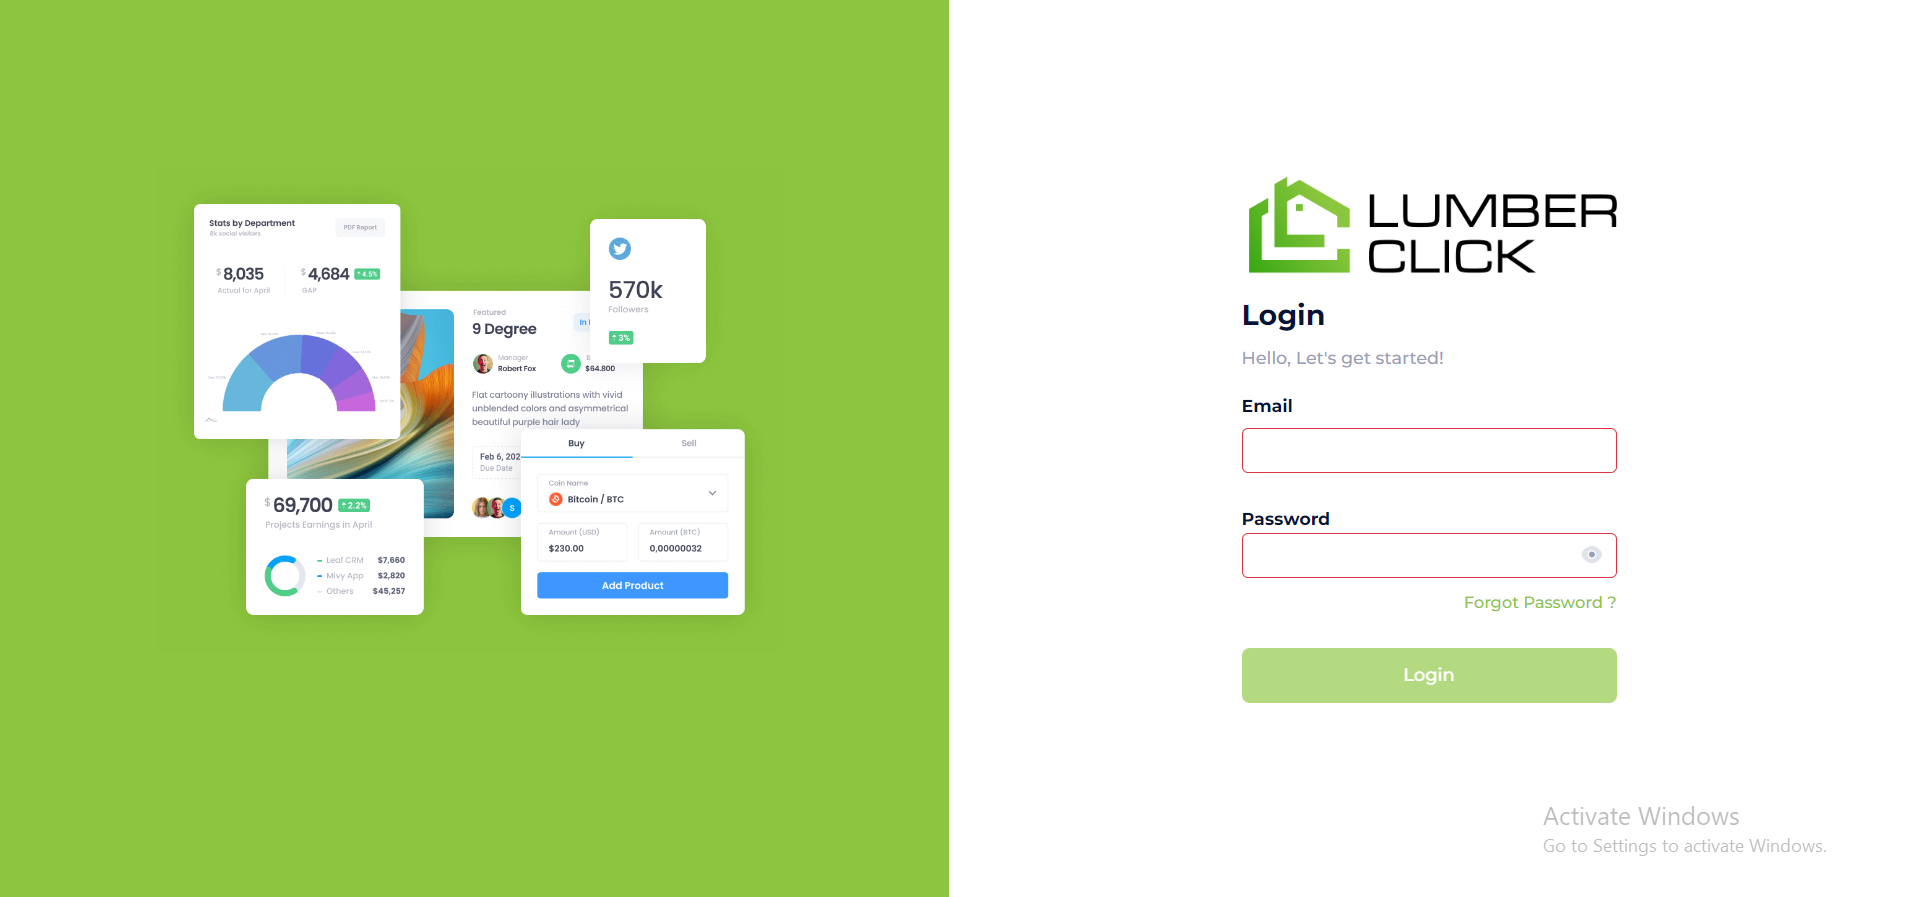 Stats by Department
8k social visitors
PDF Report
$8,035
Actual for April
$4,684 4.5%
GAP
Featured
9 Degree
Manager
Robert Fox
$64.800
Flat cartoony illustrations with vivid
unblended colors and asymmetrical
beautiful purple hair lady
Feb 6, 202
Due Date
S
570k
Followers
3%
$69,700 2.2%
Projects Earnings in April
Leaf CRM $7,660
Mivy App $2,820
Others $45,257
Buy Sell
Coin Name
Bitcoin / BTC
Amount (USD) Amount (BTC)
$230.00 0,00000032
Add Product
LUMBER
CLICK
Login
Hello, Let's get started!
Email
Password
Forgot Password ?
Login
Activate Windows
Go to Settings to activate Windows.